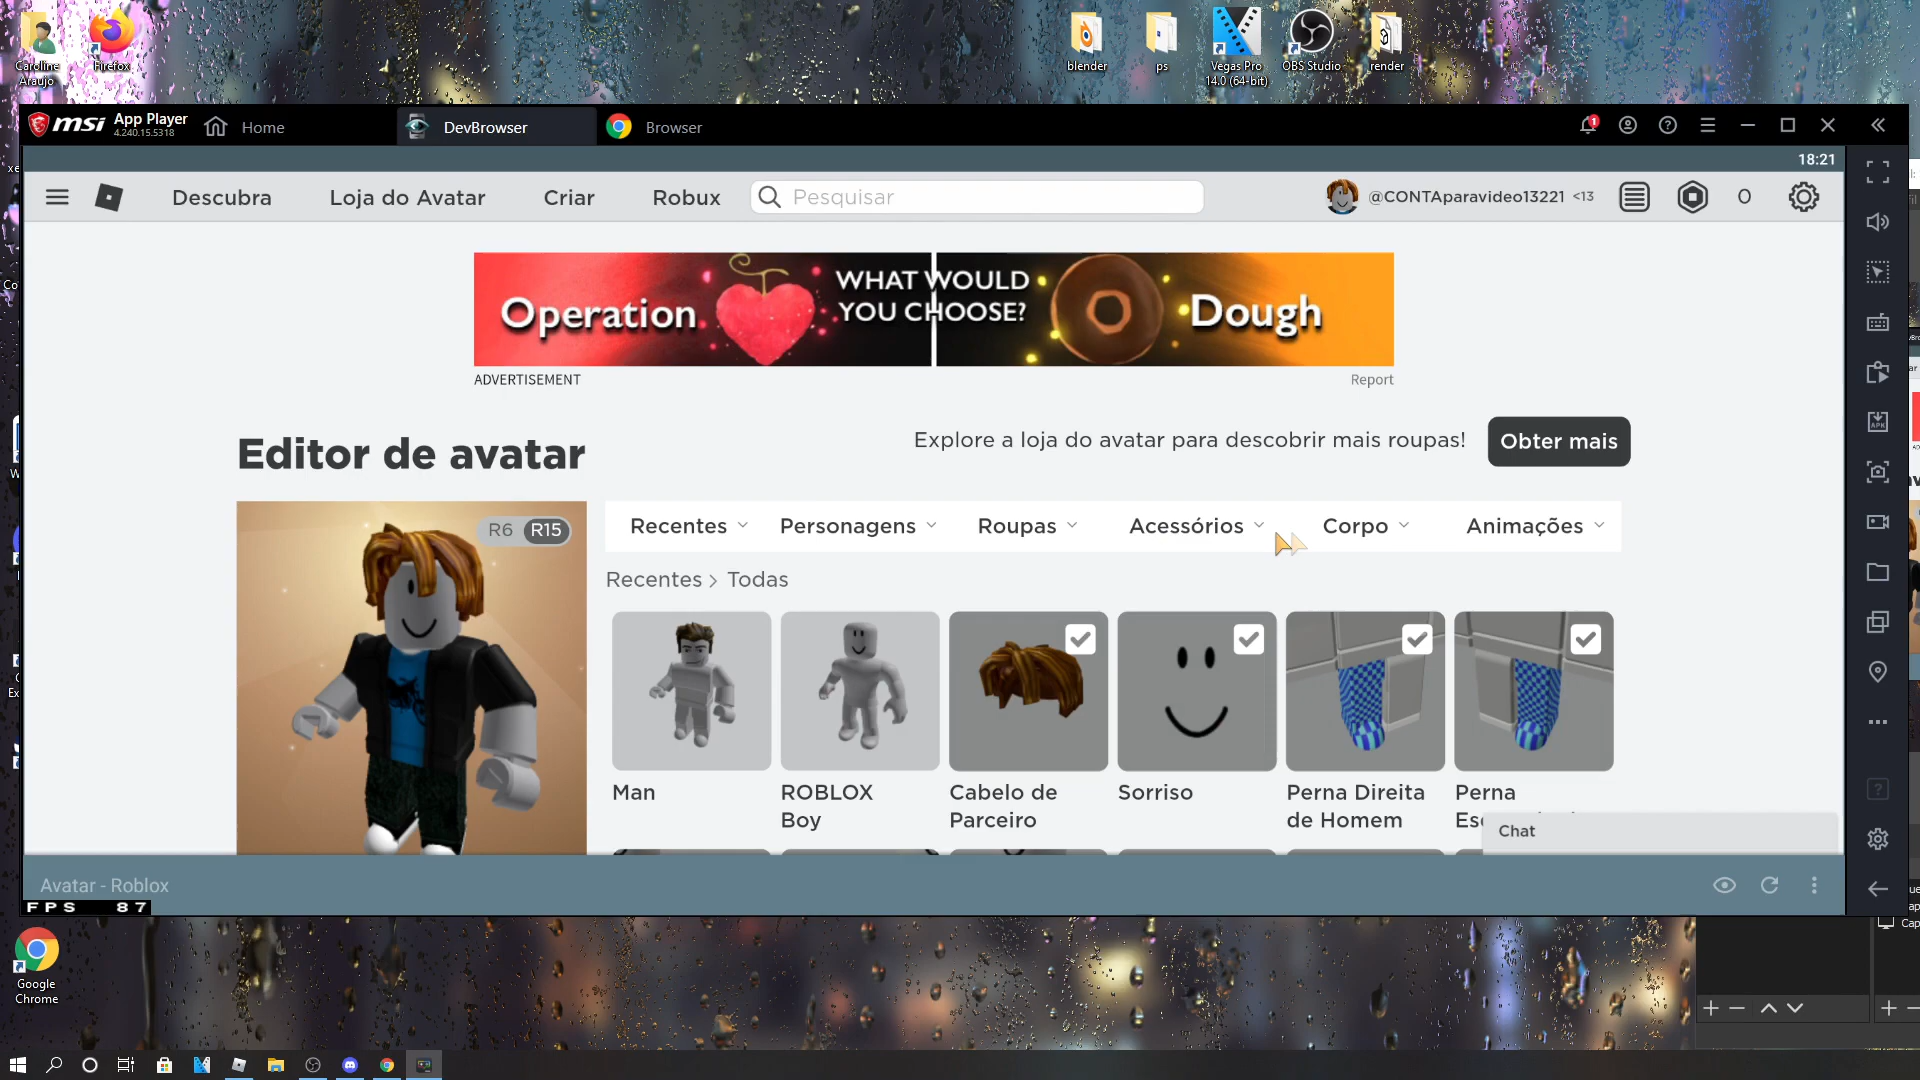 Caroline
Araujo
Firefox
blender
ps
Vegas Pro
14.0 (64-bit)
OBS Studio
render
msi App Player
4.240.15.5318
Home
DevBrowser
Browser
1
18:21
Descubra
Loja do Avatar
Criar
Robux
Pesquisar
@CONTAparavideo13221 <13
0
Operation
WHAT WOULD
YOU CHOOSE?
Dough
ADVERTISEMENT
Report
Editor de avatar
Explore a loja do avatar para descobrir mais roupas!
Obter mais
R6 R15
Recentes
Personagens
Roupas
Acessórios
Corpo
Animações
Recentes > Todas
Man
ROBLOX
Boy
Cabelo de
Parceiro
Sorriso
Perna Direita
de Homem
Perna
Chat
Avatar - Roblox
FPS 87
APK
Google
Chrome